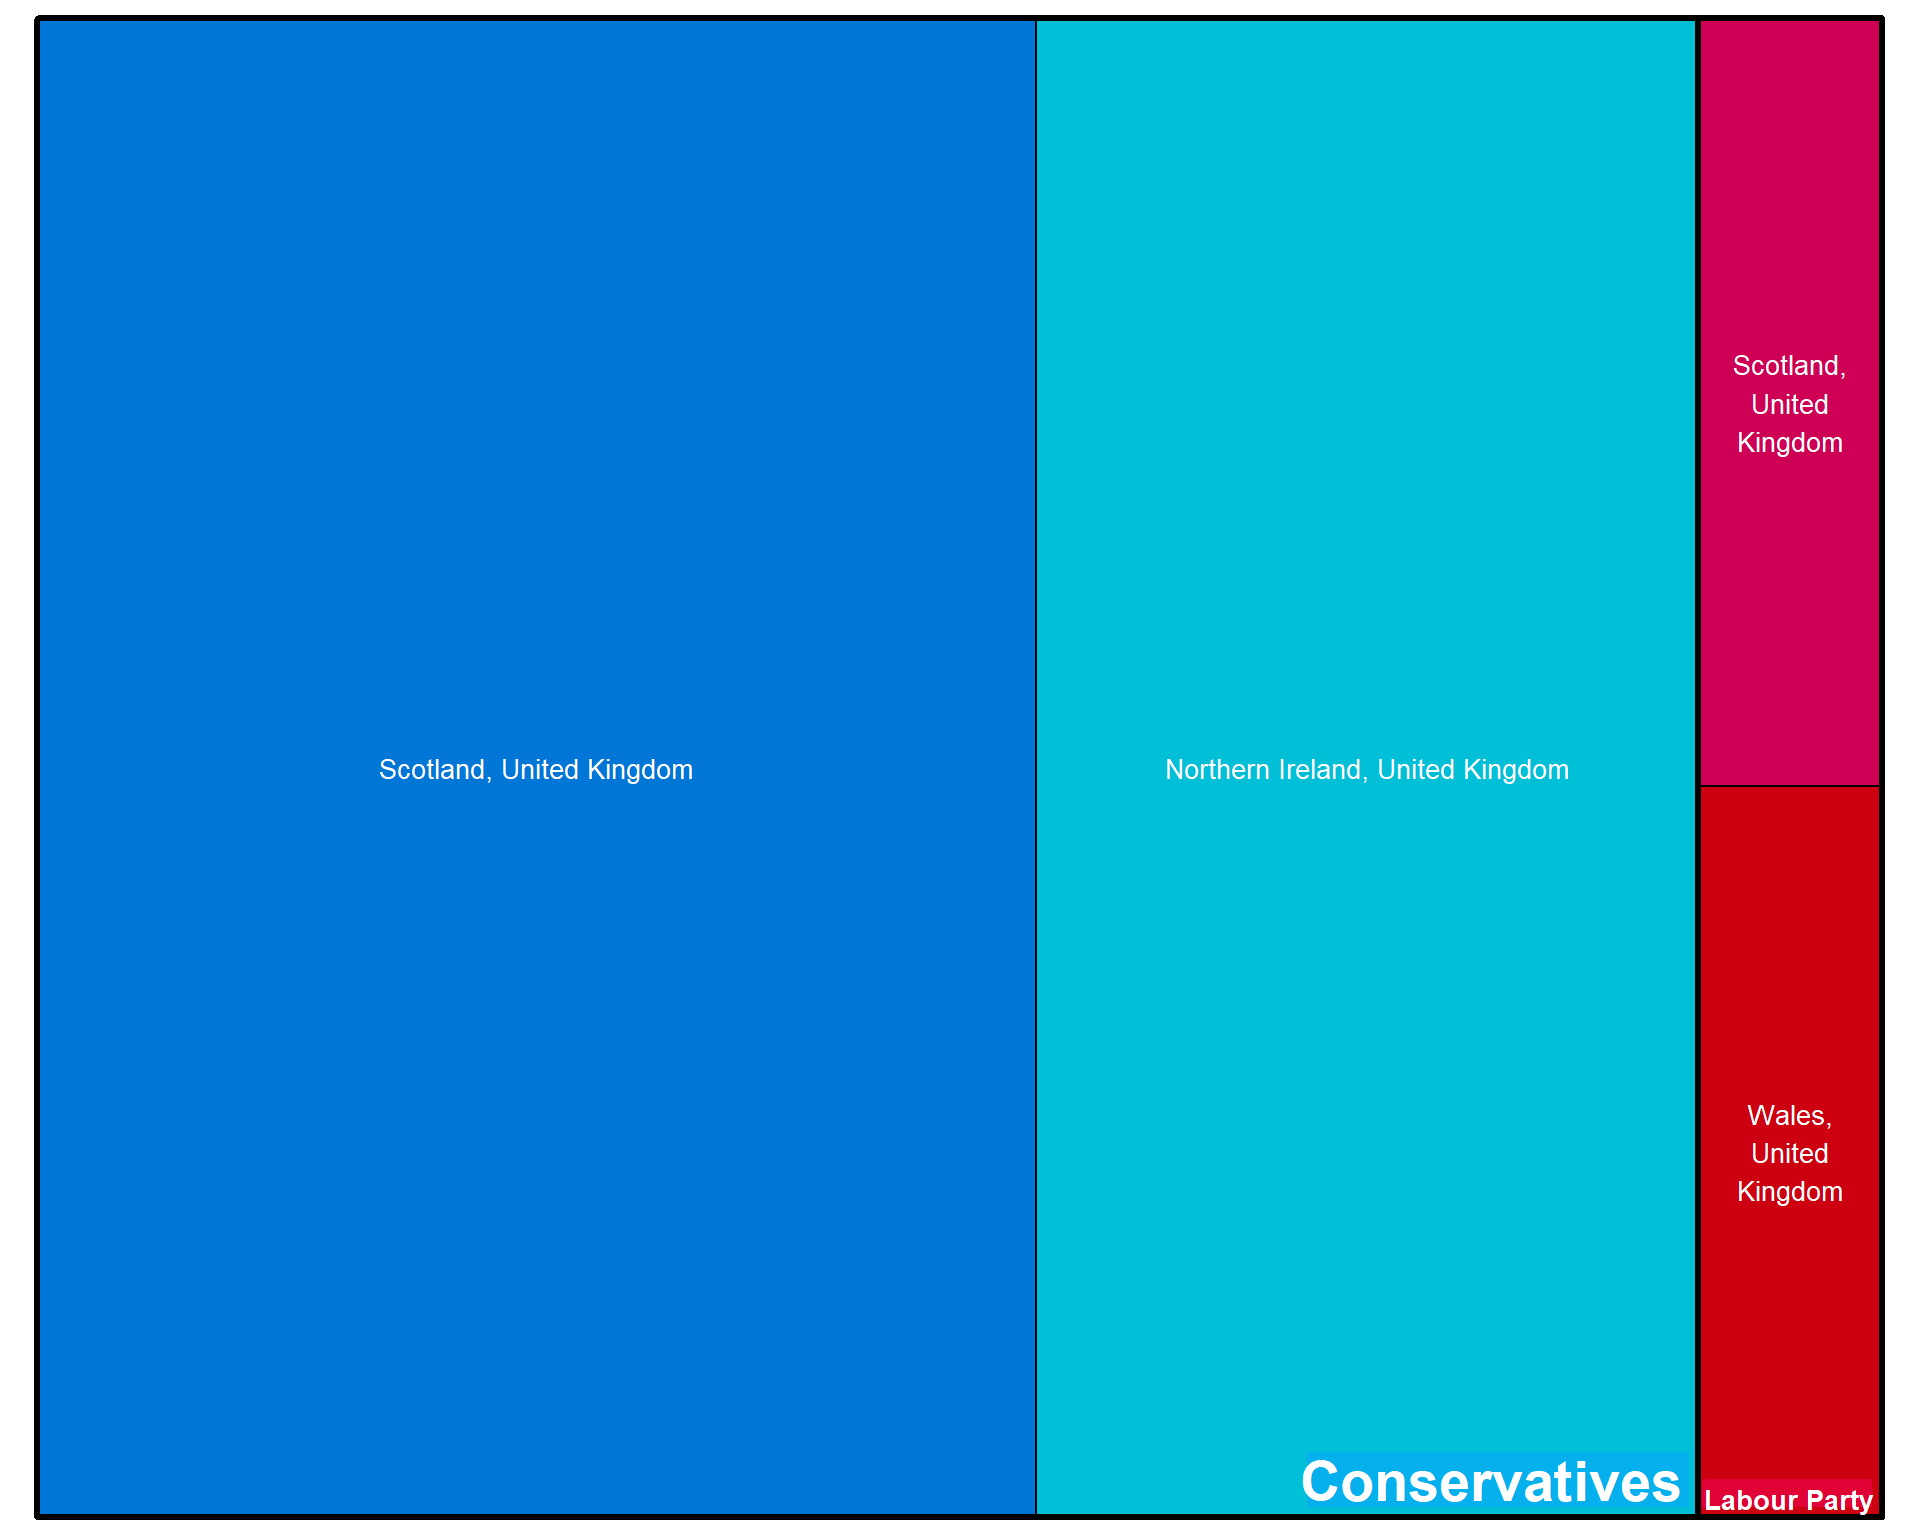 Scotland, United Kingdom
Northern Ireland, United Kingdom
Conservatives
Scotland,
United
Kingdom
Wales,
United
Kingdom
Labour Party